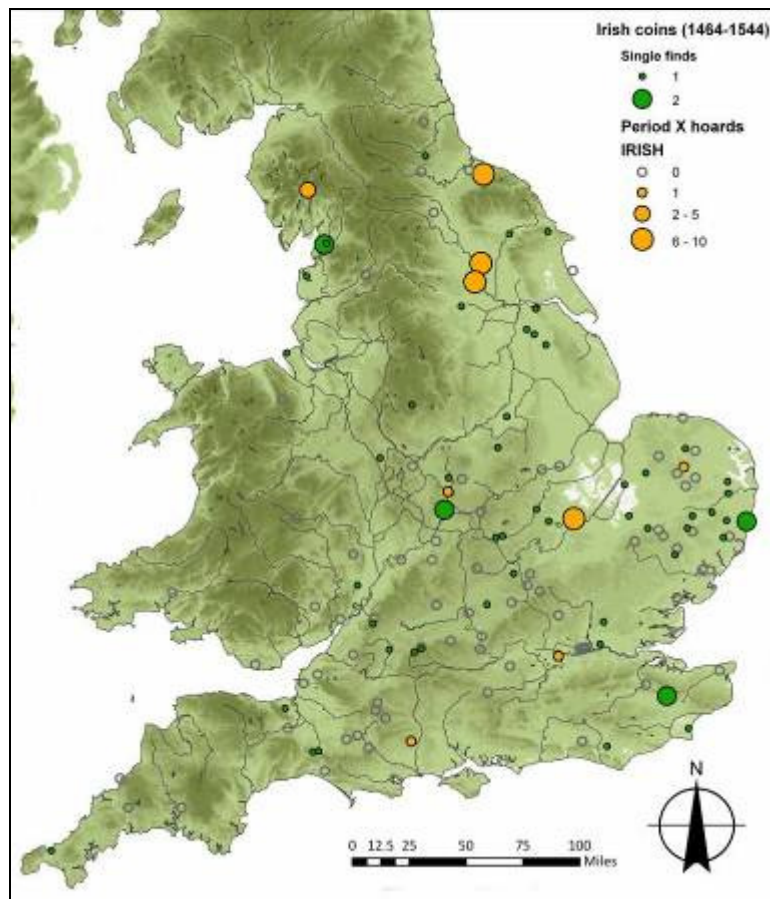 Irish coins (1464-1544)
Single finds
1
2
Period X hoards
IRISH
0
1
2 - 5
6 - 10
N
0 12.5 25 50 75 100
Miles